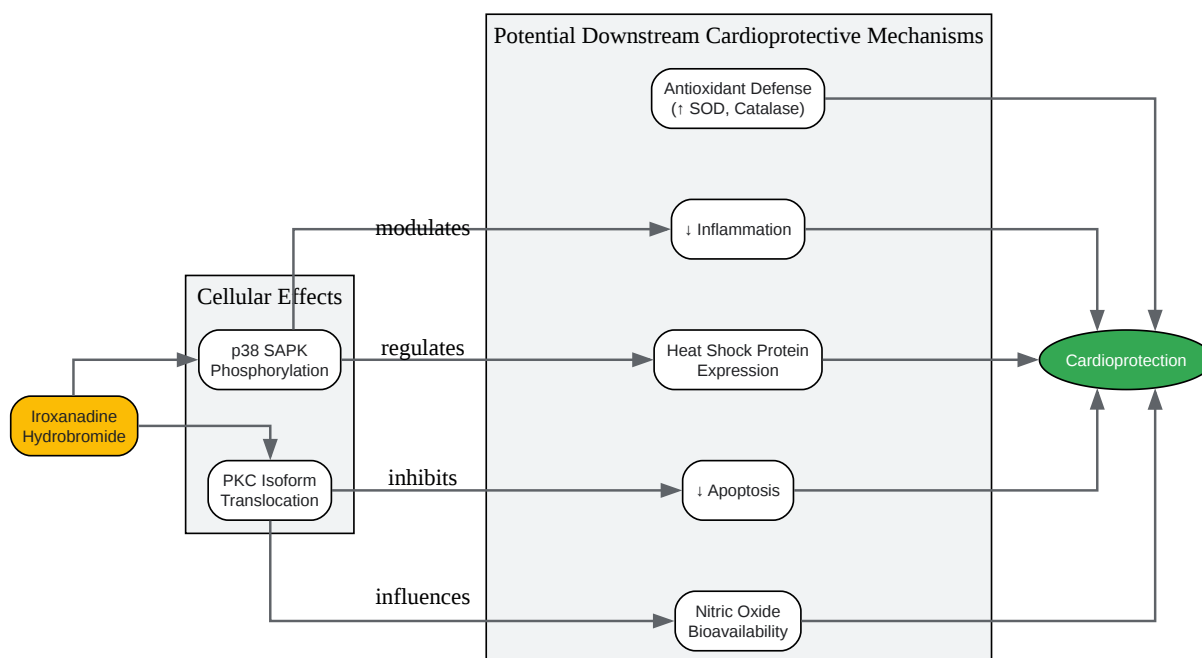 Potential Downstream Cardioprotective Mechanisms
Antioxidant Defense
(↑ SOD, Catalase)
modulates
↓ Inflammation
Cellular Effects
p38 SAPK
Phosphorylation
regulates
Heat Shock Protein
Expression
Cardioprotection
Iroxanadine
Hydrobromide
PKC Isoform
Translocation
inhibits
↓ Apoptosis
influences
Nitric Oxide
Bioavailability